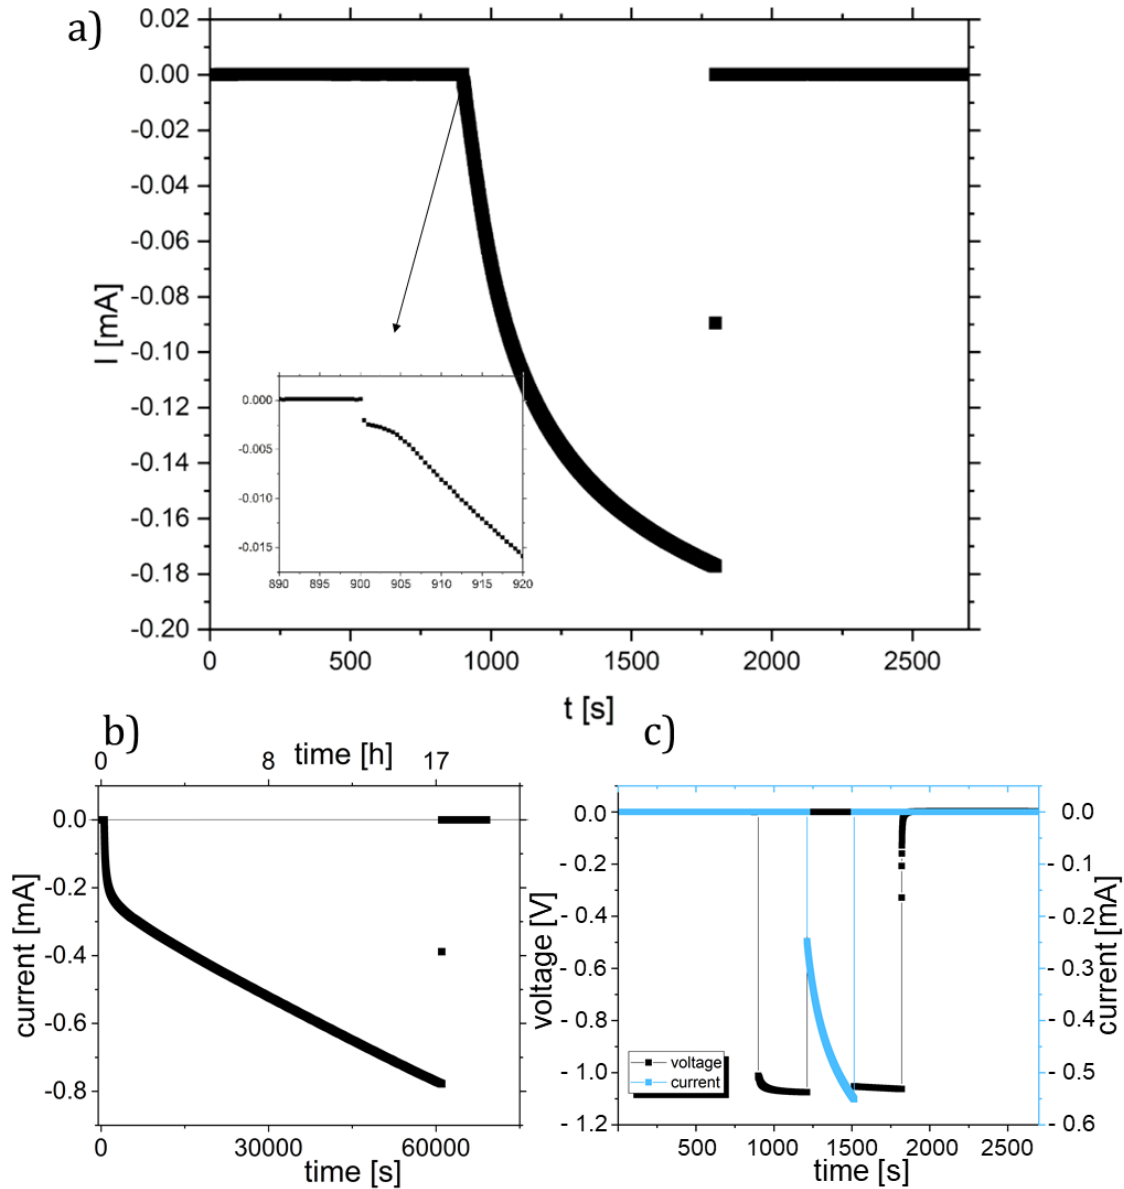 a)
0.02
0.00
-0.02
-0.04
-0.06
-0.08
-0.10
-0.12
-0.14
-0.16
-0.18
-0.20
I [mA]
0.000
-0.005
-0.010
-0.015
890 895 900 905 910 915 920
0 500 1000 1500 2000 2500
t [s]
b)
time [h]
0 8 17
0.0
-0.2
-0.4
-0.6
-0.8
current [mA]
0 30000 60000
time [s]
c)
0.0
- 0.2
- 0.4
- 0.6
- 0.8
- 1.0
- 1.2
voltage [V]
voltage
current
0.0
- 0.1
- 0.2
- 0.3
- 0.4
- 0.5
- 0.6
current [mA]
500 1000 1500 2000 2500
time [s]